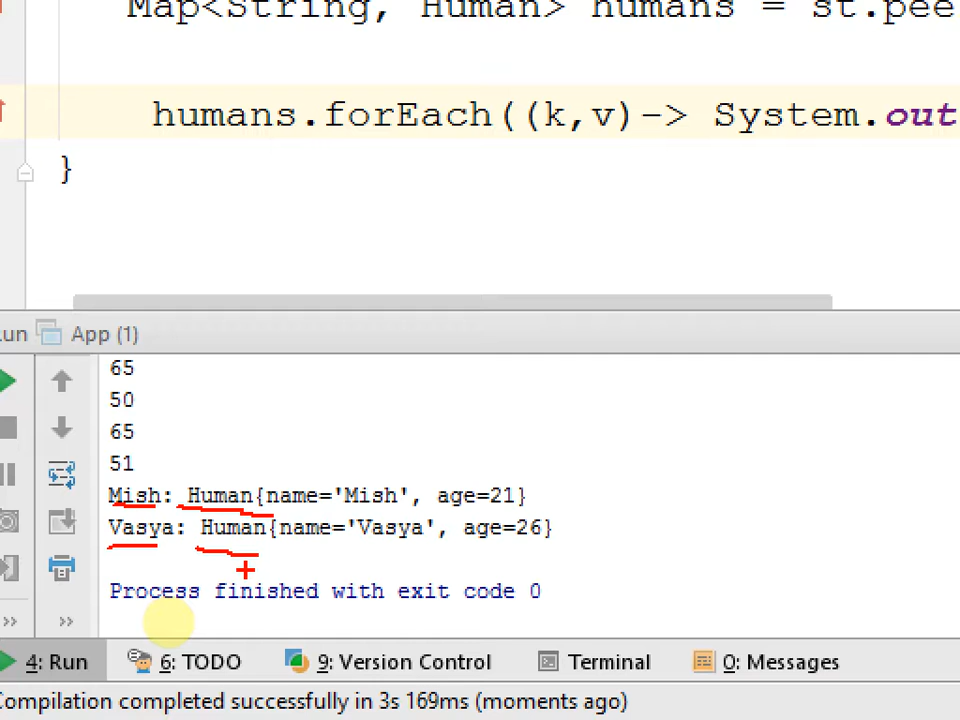 Map<String, Human> humans = st.pee
humans.forEach((k,v)-> System.out
}
un App (1)
65
50
65
51
Mish: Human{name='Mish', age=21}
Vasya: Human{name='Vasya', age=26}
Process finished with exit code 0
4: Run 6: TODO 9: Version Control Terminal 0: Messages
Compilation completed successfully in 3s 169ms (moments ago)